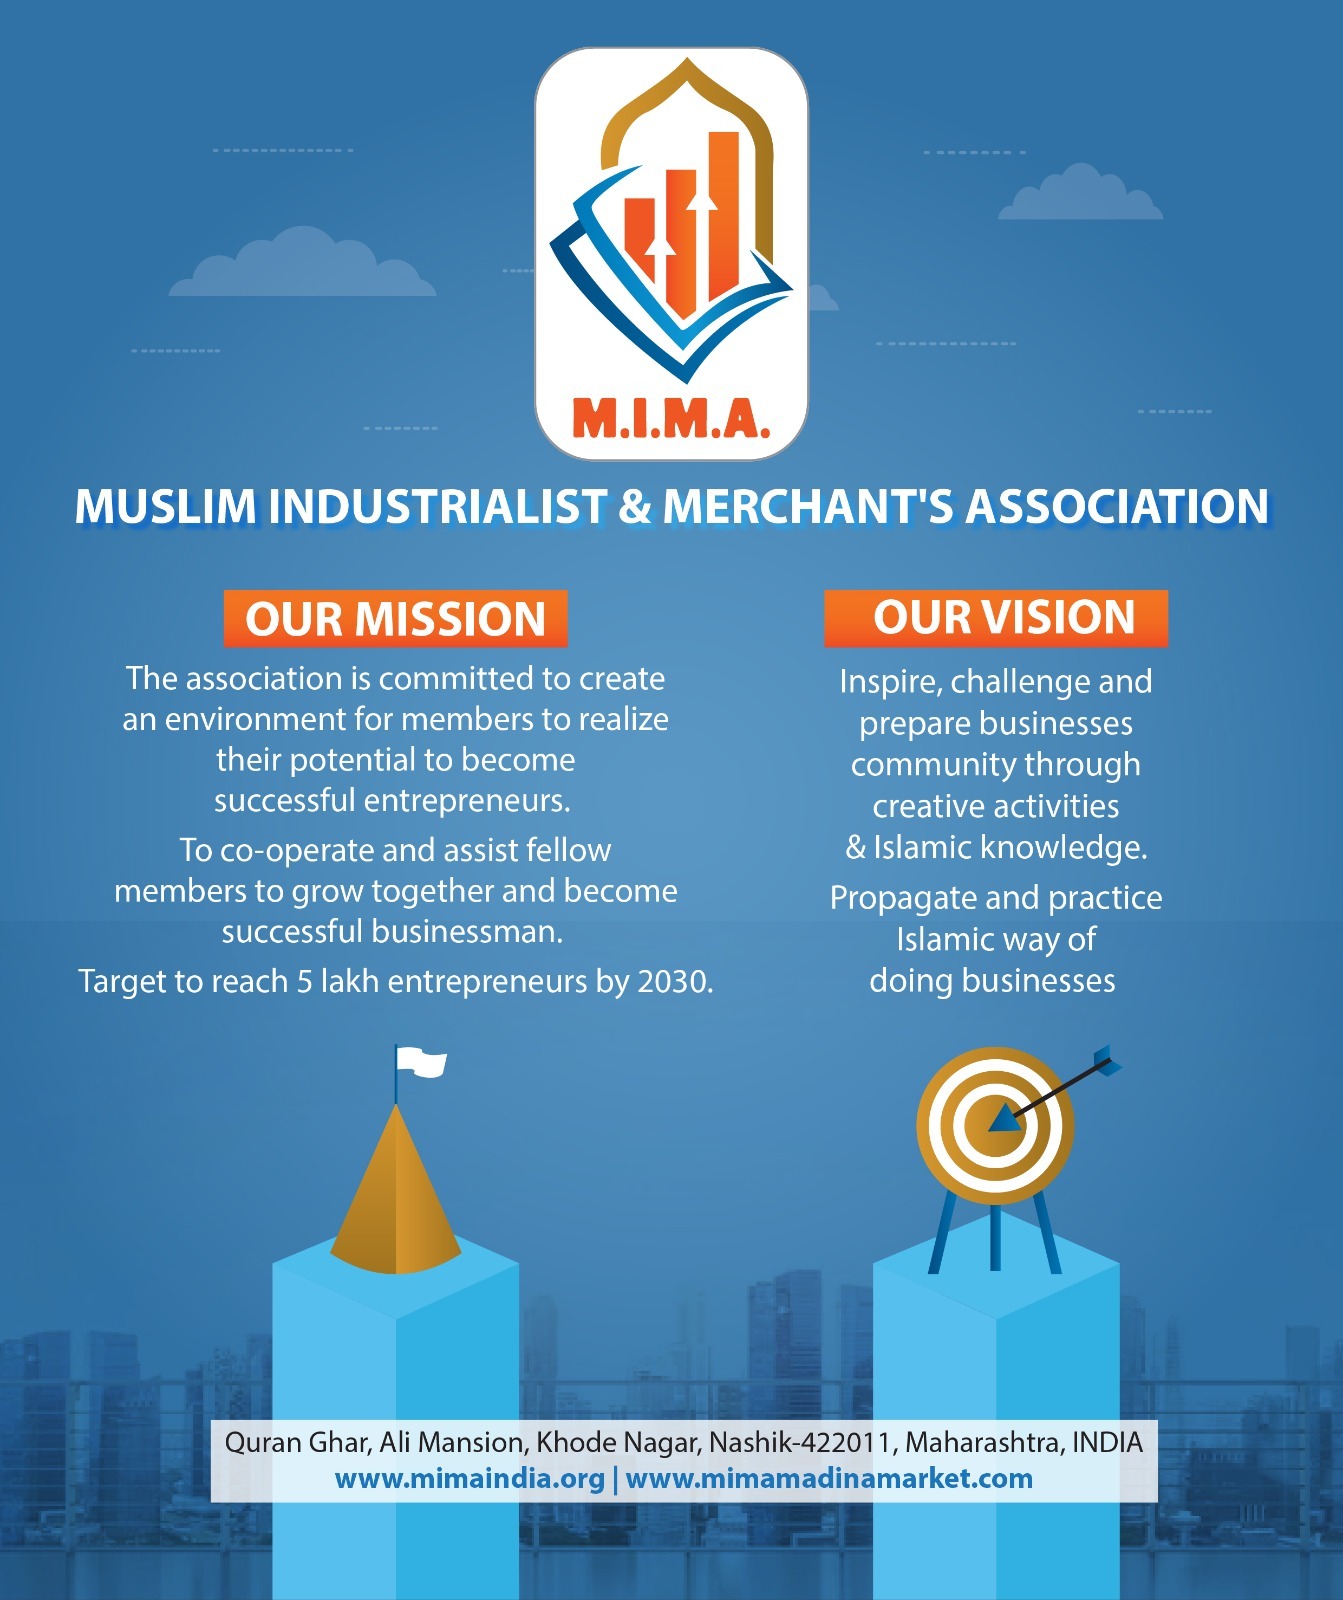 M.I.M.A.
MUSLIM INDUSTRIALIST & MERCHANT'S ASSOCIATION
OUR MISSION
The association is committed to create
an environment for members to realize
their potential to become
successful entrepreneurs.
To co-operate and assist fellow
members to grow together and become
successful businessman.
Target to reach 5 lakh entrepreneurs by 2030.
OUR VISION
Inspire, challenge and
prepare businesses
community through
creative activities
& Islamic knowledge.
Propagate and practice
Islamic way of
doing businesses
Quran Ghar, Ali Mansion, Khode Nagar, Nashik-422011, Maharashtra, INDIA
www.mimaindia.org | www.mimamadinamarket.com